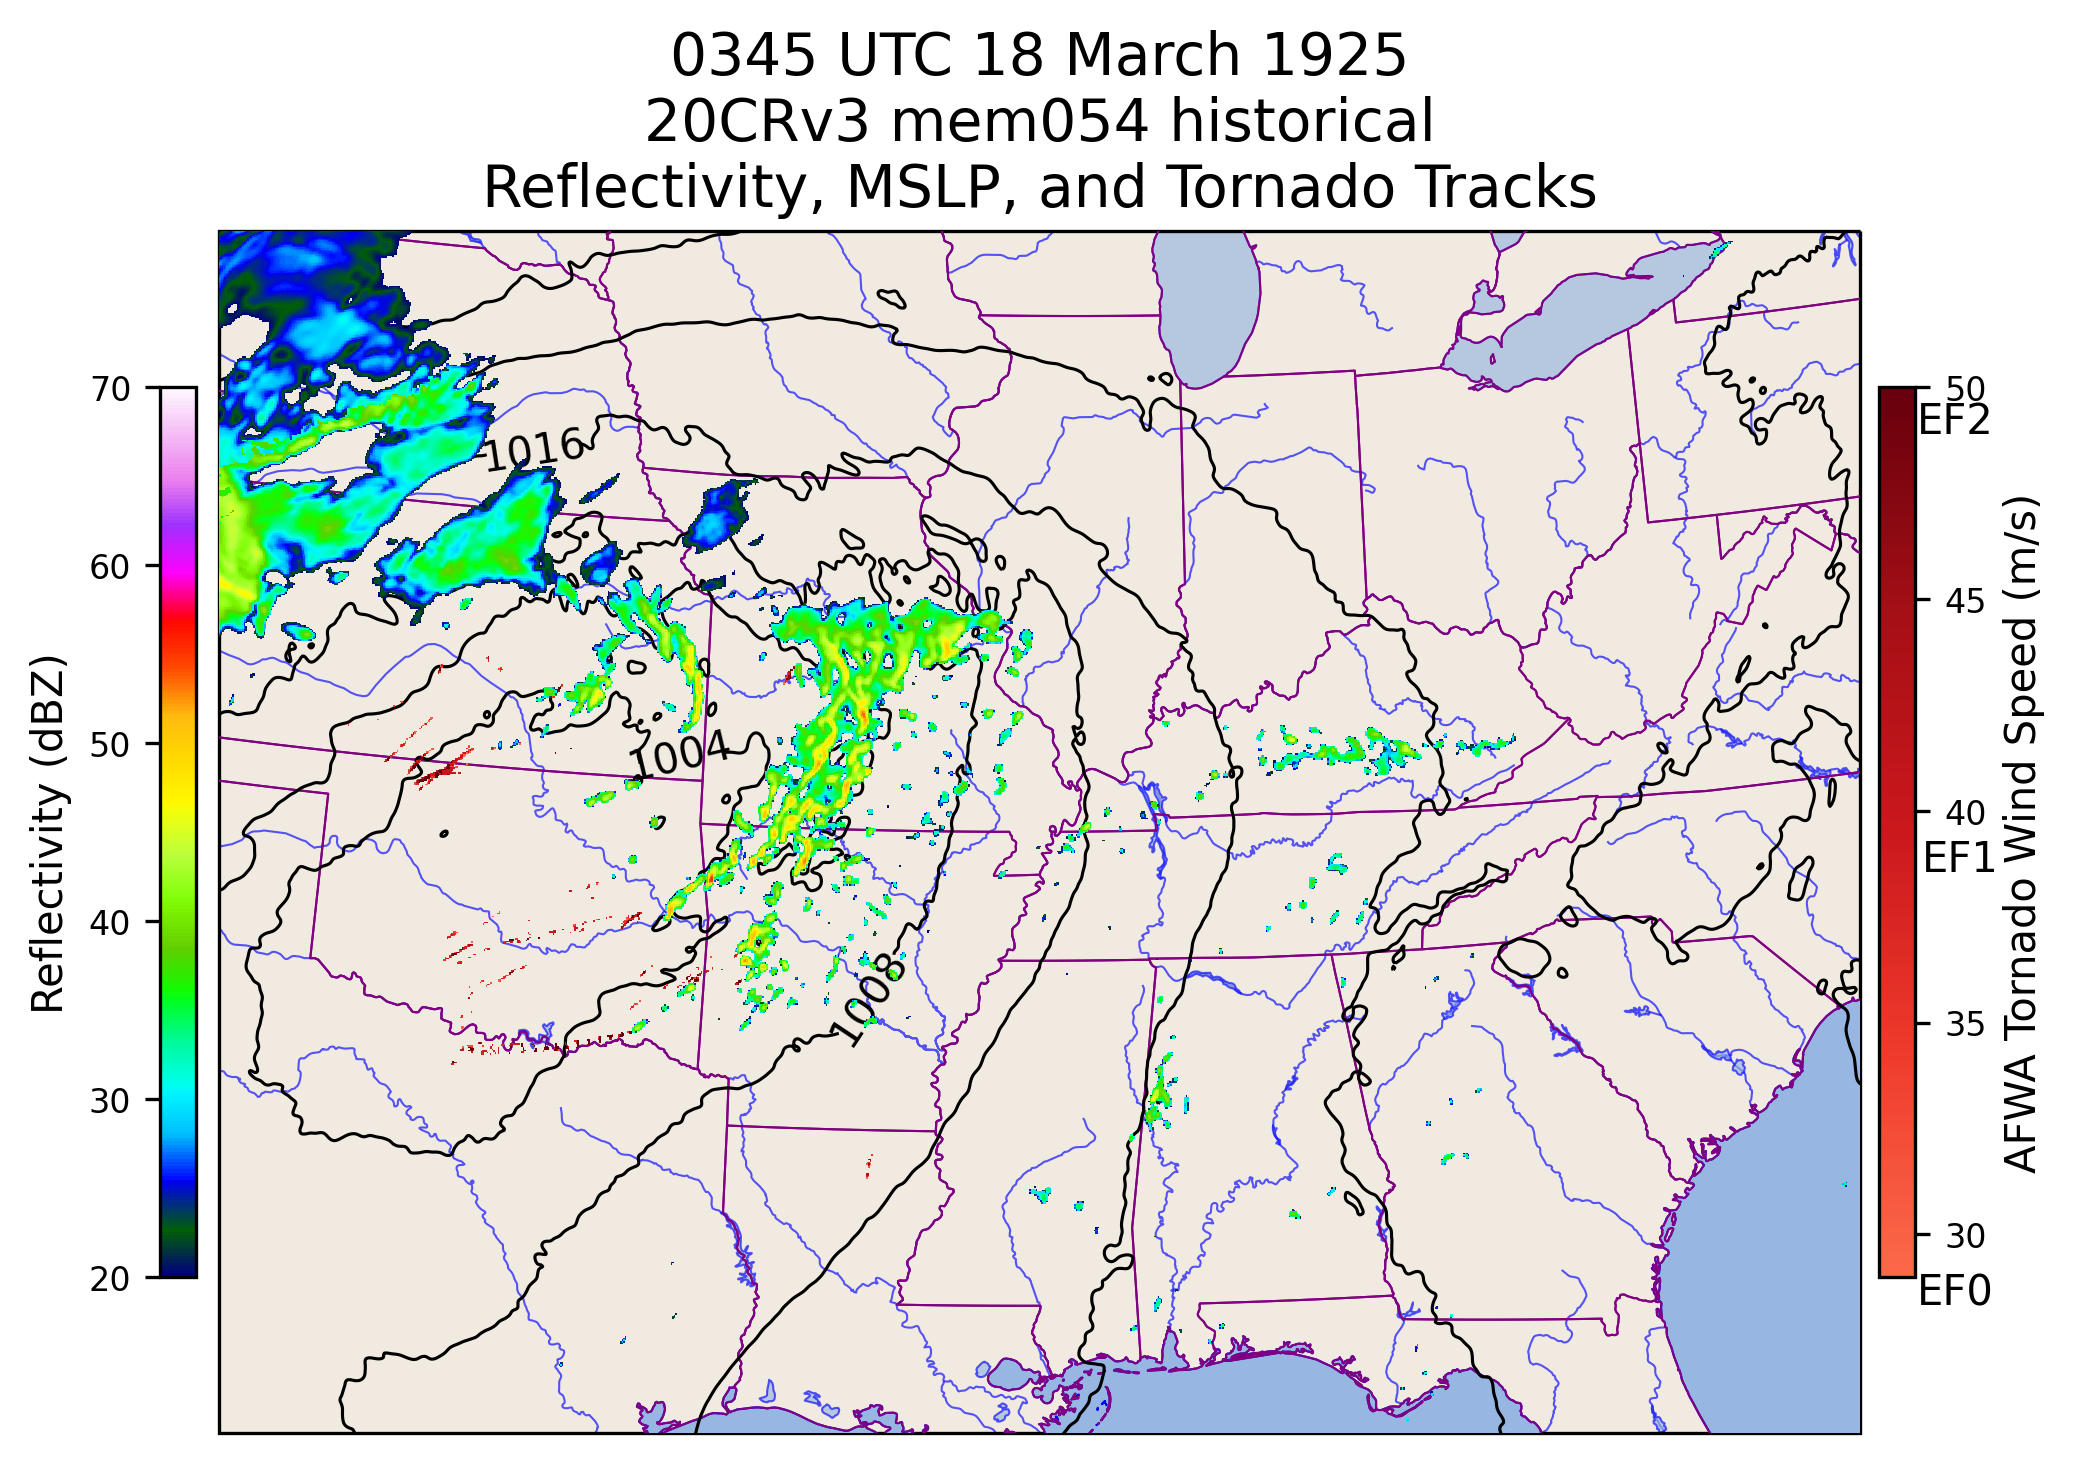 0345 UTC 18 March 1925
20CRv3 mem054 historical
Reflectivity, MSLP, and Tornado Tracks
Reflectivity (dBZ)
70
60
50
40
30
20
1016
1004
1008
50
EF2
45
40
EF1
35
30
EF0
AFWA Tornado Wind Speed (m/s)